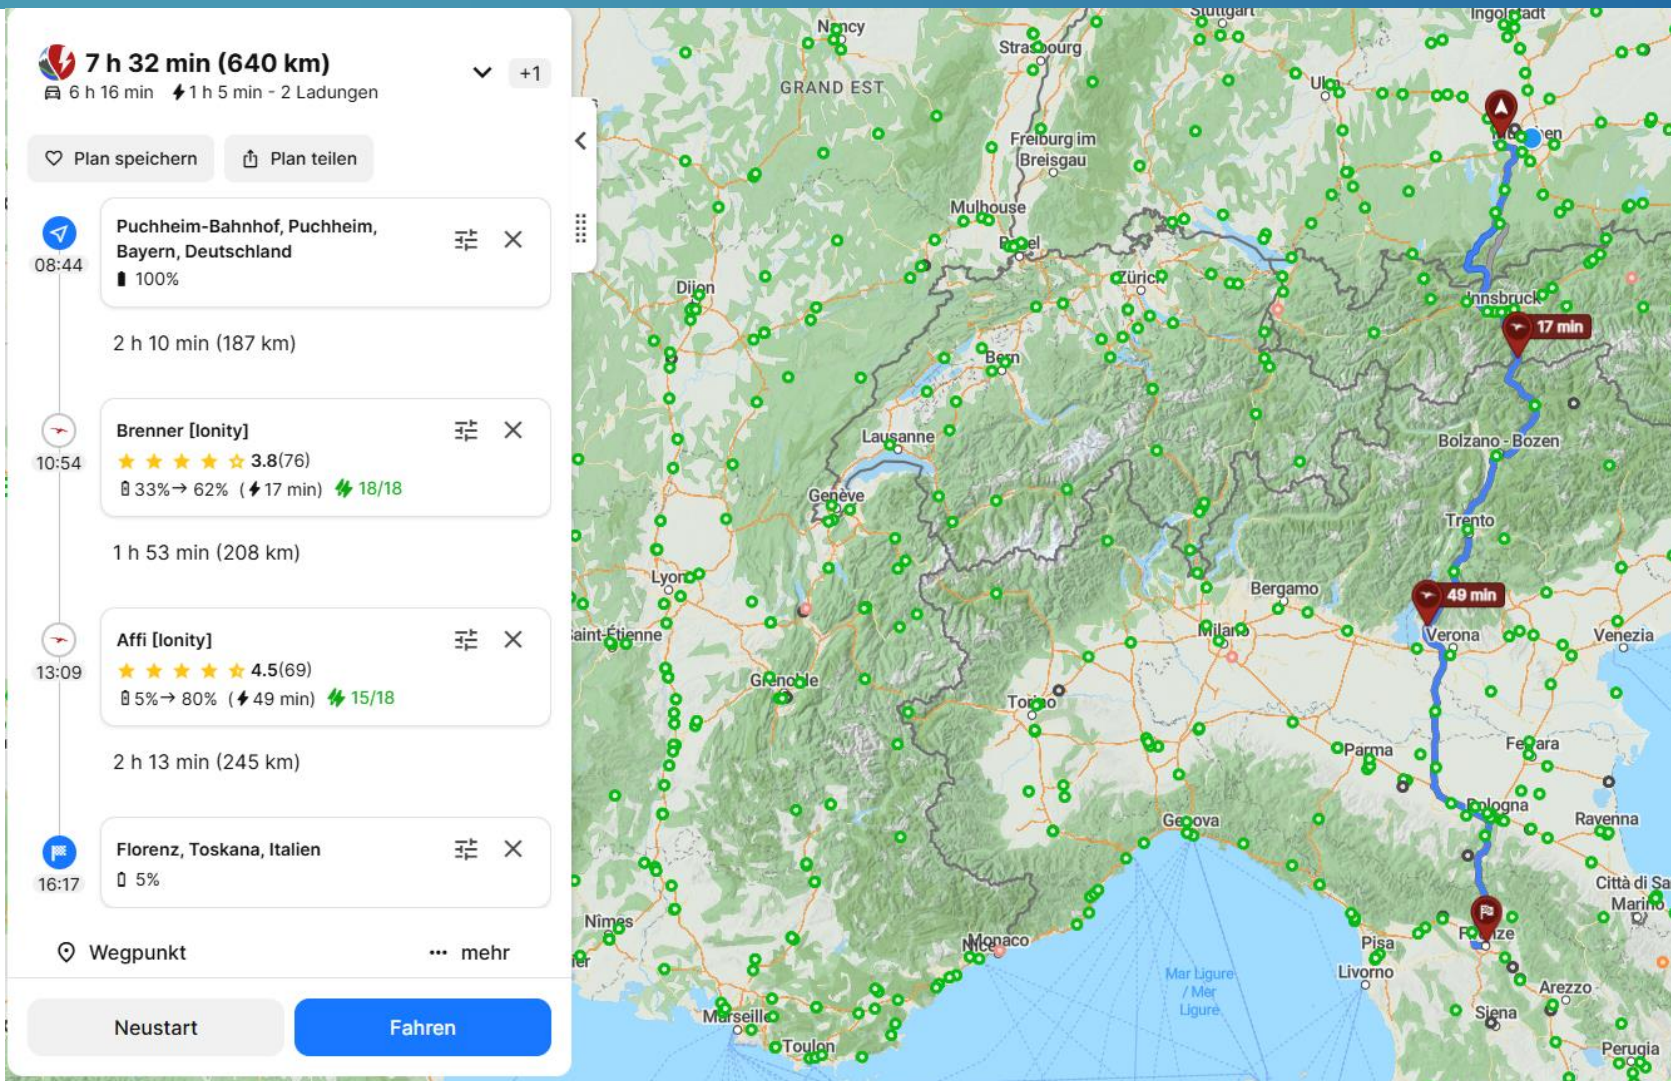 7 h 32 min (640 km)
+1
6 h 16 min 1 h 5 min - 2 Ladungen
Plan speichern
Plan teilen
08:44
Puchheim-Bahnhof, Puchheim,
Bayern, Deutschland
100%
2 h 10 min (187 km)
10:54
Brenner [Ionity]
3.8(76)
33%→ 62% (17 min) 18/18
1 h 53 min (208 km)
13:09
Affi [Ionity]
4.5(69)
5%→ 80% (49 min) 15/18
2 h 13 min (245 km)
16:17
Florenz, Toskana, Italien
5%
Wegpunkt
mehr
Neustart
Fahren
Nancy
Strasbourg
Stuttgart
Ingolstadt
GRAND EST
Ulm
Freiburg im
Breisgau
Mulhouse
Basel
Zürich
Dijon
Innsbruck
17 min
Bern
Lausanne
Bolzano - Bozen
Genève
Trento
Lyon
Bergamo
49 min
Saint-Étienne
Milano
Verona
Venezia
Grenoble
Torino
Parma
Ferrara
Bologna
Ravenna
Genova
Città di Sa
Marino
Nîmes
Monaco
Nice
Firenze
Pisa
Livorno
Mar Ligure
/ Mer
Ligure
Arezzo
Siena
Marseille
Toulon
Perugia